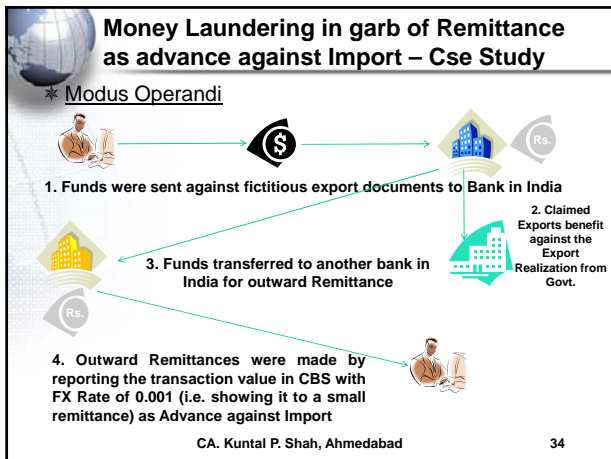 Money Laundering in garb of Remittance
as advance against Import – Cse Study
✴ Modus Operandi
$
Rs.
1. Funds were sent against fictitious export documents to Bank in India
2. Claimed
Exports benefit
against the
Export
Realization from
Govt.
3. Funds transferred to another bank in
India for outward Remittance
Rs.
4. Outward Remittances were made by
reporting the transaction value in CBS with
FX Rate of 0.001 (i.e. showing it to a small
remittance) as Advance against Import
CA. Kuntal P. Shah, Ahmedabad
34